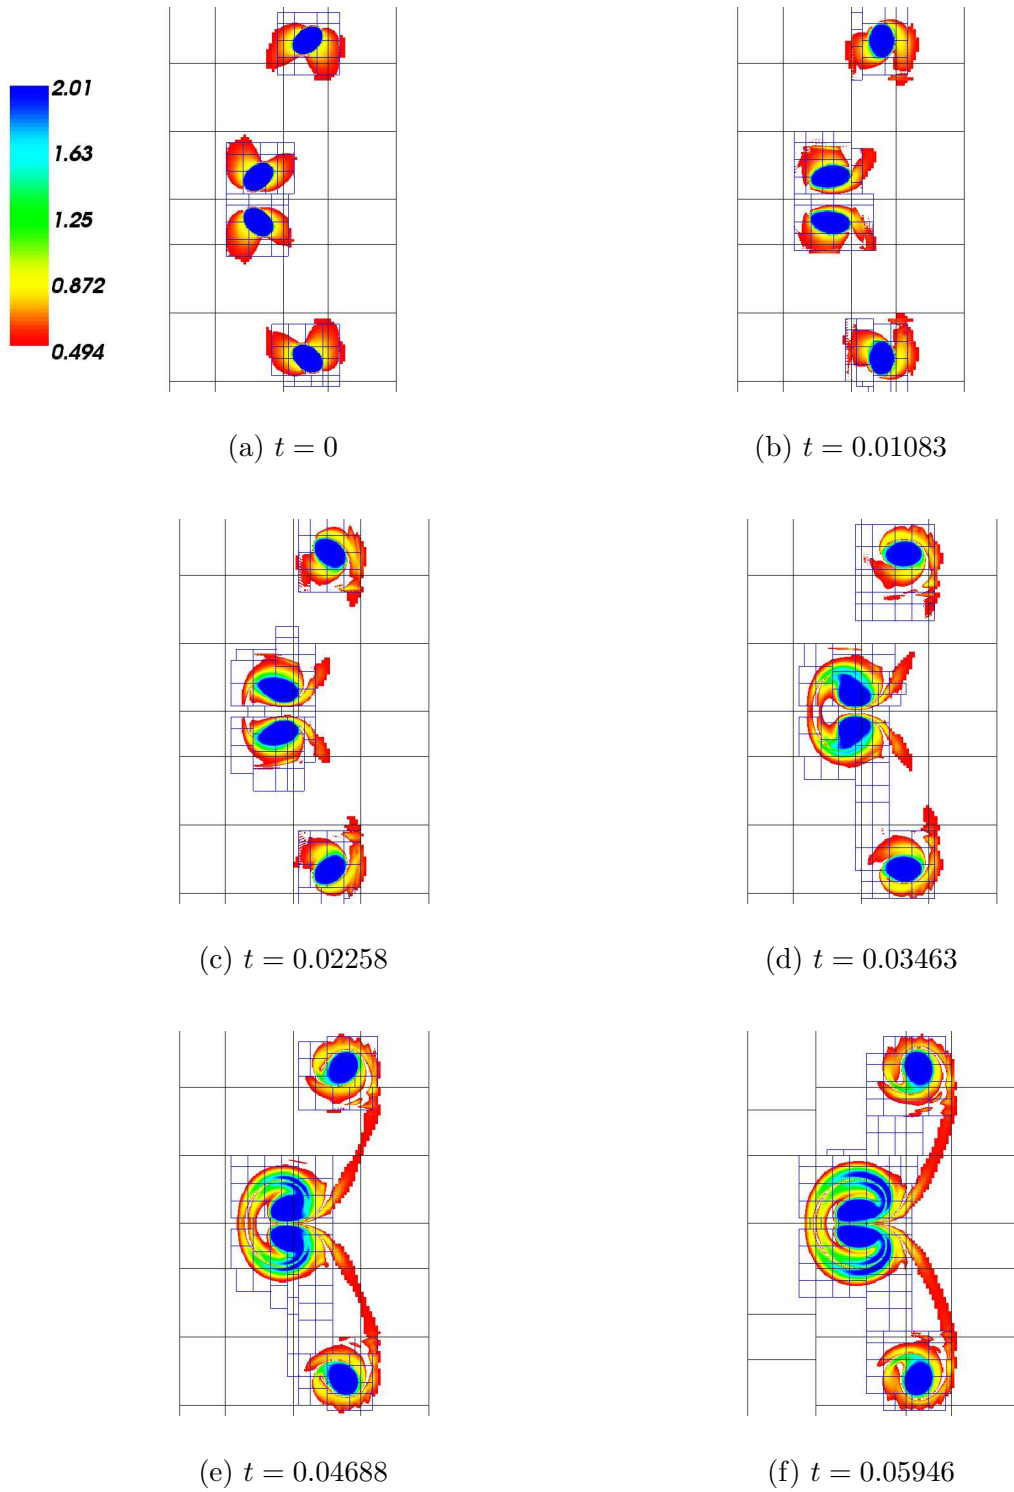 2.01
1.63
1.25
0.872
0.494
(a) t = 0
(b) t = 0.01083
(c) t = 0.02258
(d) t = 0.03463
(e) t = 0.04688
(f) t = 0.05946